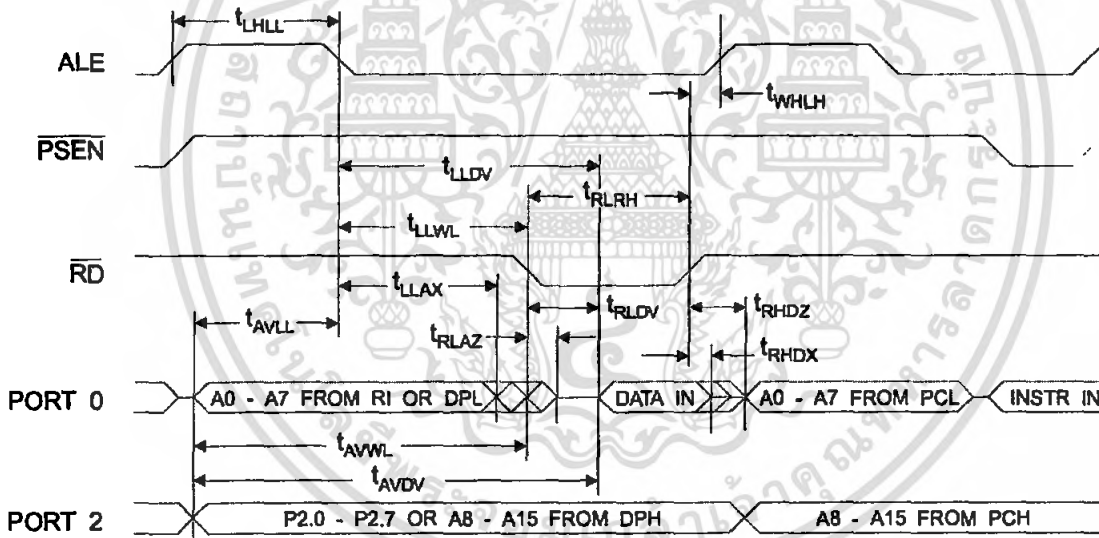 tLHLL
ALE
tWHLH
PSEN
tLLDV
tRLRH
tLLWL
RD
tLLAX
tRLDV
tRHDZ
tAVLL
tRLAZ
tRHDX
PORT 0
A0 - A7 FROM RI OR DPL
DATA IN
A0 - A7 FROM PCL
INSTR IN
tAVWL
tAVDV
PORT 2
P2.0 - P2.7 OR A8 - A15 FROM DPH
A8 - A15 FROM PCH